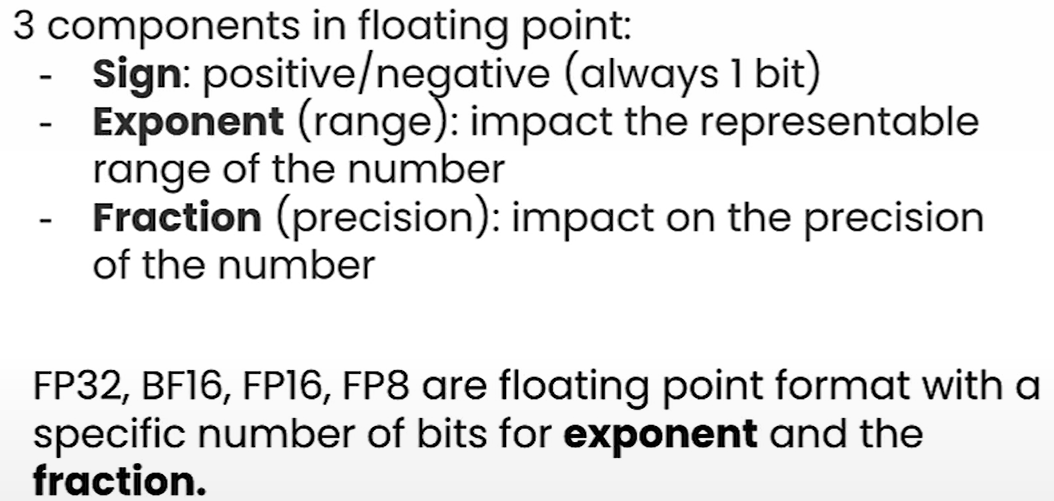 3 components in floating point:
- Sign: positive/negative (always 1 bit)
- Exponent (range): impact the representable
range of the number
- Fraction (precision): impact on the precision
of the number
FP32, BF16, FP16, FP8 are floating point format with a
specific number of bits for exponent and the
fraction.